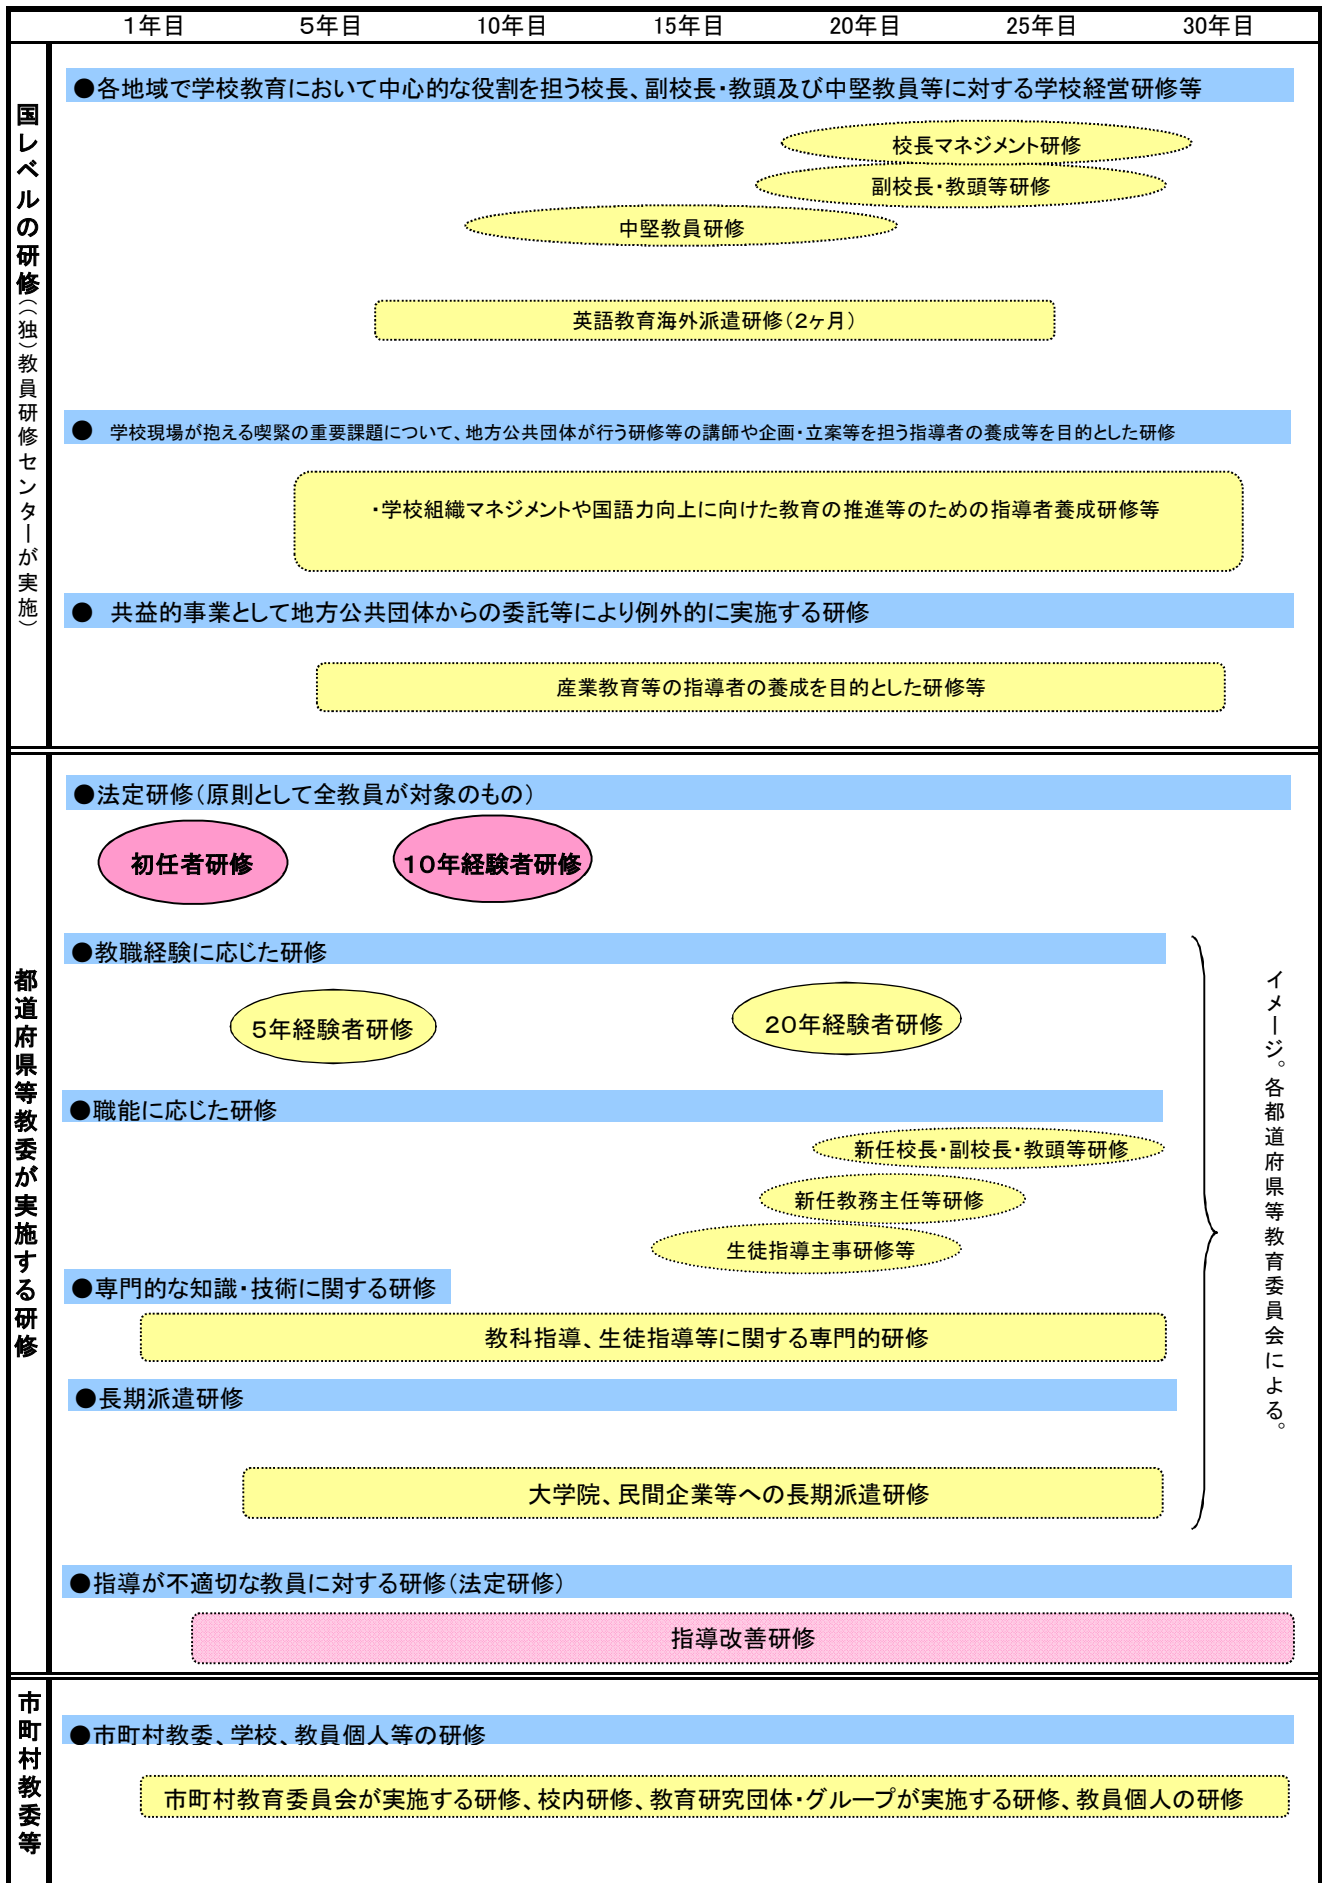 1年目 5年目 10年目 15年目 20年目 25年目 30年目
国レベルの研修((独)教員研修センターが実施)
●各地域で学校教育において中心的な役割を担う校長、副校長・教頭及び中堅教員等に対する学校経営研修等
校長マネジメント研修
副校長・教頭等研修
中堅教員研修
英語教育海外派遣研修(2ヶ月)
● 学校現場が抱える喫緊の重要課題について、地方公共団体が行う研修等の講師や企画・立案等を担う指導者の養成等を目的とした研修
・学校組織マネジメントや国語力向上に向けた教育の推進等のための指導者養成研修等
● 共益的事業として地方公共団体からの委託等により例外的に実施する研修
産業教育等の指導者の養成を目的とした研修等
都道府県等教委が実施する研修
●法定研修(原則として全教員が対象のもの)
初任者研修 10年経験者研修
●教職経験に応じた研修
5年経験者研修 20年経験者研修
●職能に応じた研修
新任校長・副校長・教頭等研修
新任教務主任等研修
生徒指導主事研修等
●専門的な知識・技術に関する研修
教科指導、生徒指導等に関する専門的研修
●長期派遣研修
大学院、民間企業等への長期派遣研修
イメージ。各都道府県等教育委員会による。
●指導が不適切な教員に対する研修(法定研修)
指導改善研修
市町村教委等
●市町村教委、学校、教員個人等の研修
市町村教育委員会が実施する研修、校内研修、教育研究団体・グループが実施する研修、教員個人の研修